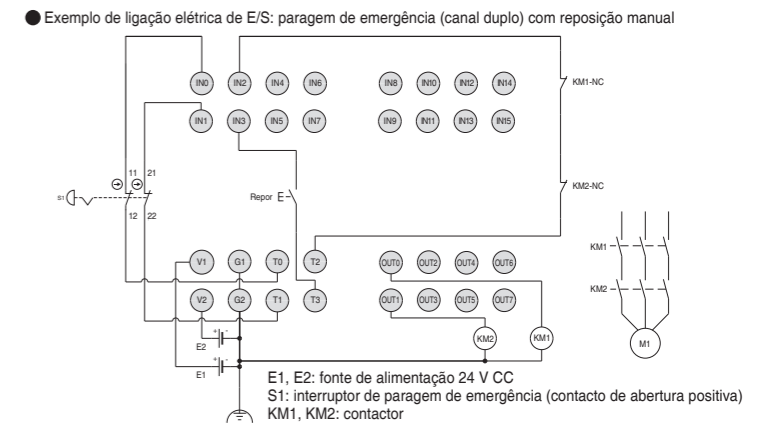 ● Exemplo de ligação elétrica de E/S: paragem de emergência (canal duplo) com reposição manual
IN0 IN2 IN4 IN6 IN8 IN10 IN12 IN14
KM1-NC
IN1 IN3 IN5 IN7 IN9 IN11 IN13 IN15
11 21
S1
Repor
KM2-NC
12 22
KM1
V1 G1 T0 T2 OUT0 OUT2 OUT4 OUT6
KM2
V2 G2 T1 T3 OUT1 OUT3 OUT5 OUT7
+ -
E2
KM2 KM1 M1
+ -
E1
E1, E2: fonte de alimentação 24 V CC
S1: interruptor de paragem de emergência (contacto de abertura positiva)
KM1, KM2: contactor